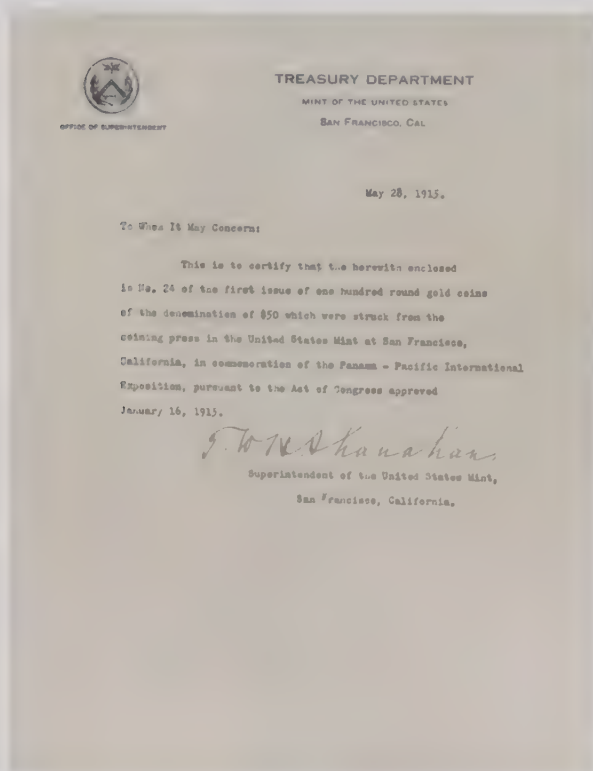 TREASURY DEPARTMENT
MINT OF THE UNITED STATES
SAN FRANCISCO, CAL
OFFICE OF SUPERINTENDENT
May 28, 1915.
To Whom It May Concern:
This is to certify that the herewith enclosed
is No. 24 of the first issue of one hundred round gold coins
of the denomination of $50 which were struck from the
coining press in the United States Mint at San Francisco,
California, in commemoration of the Panama - Pacific International
Exposition, pursuant to the Act of Congress approved
January 16, 1915.
T. W. H. Shanahan
Superintendent of the United States Mint,
San Francisco, California.